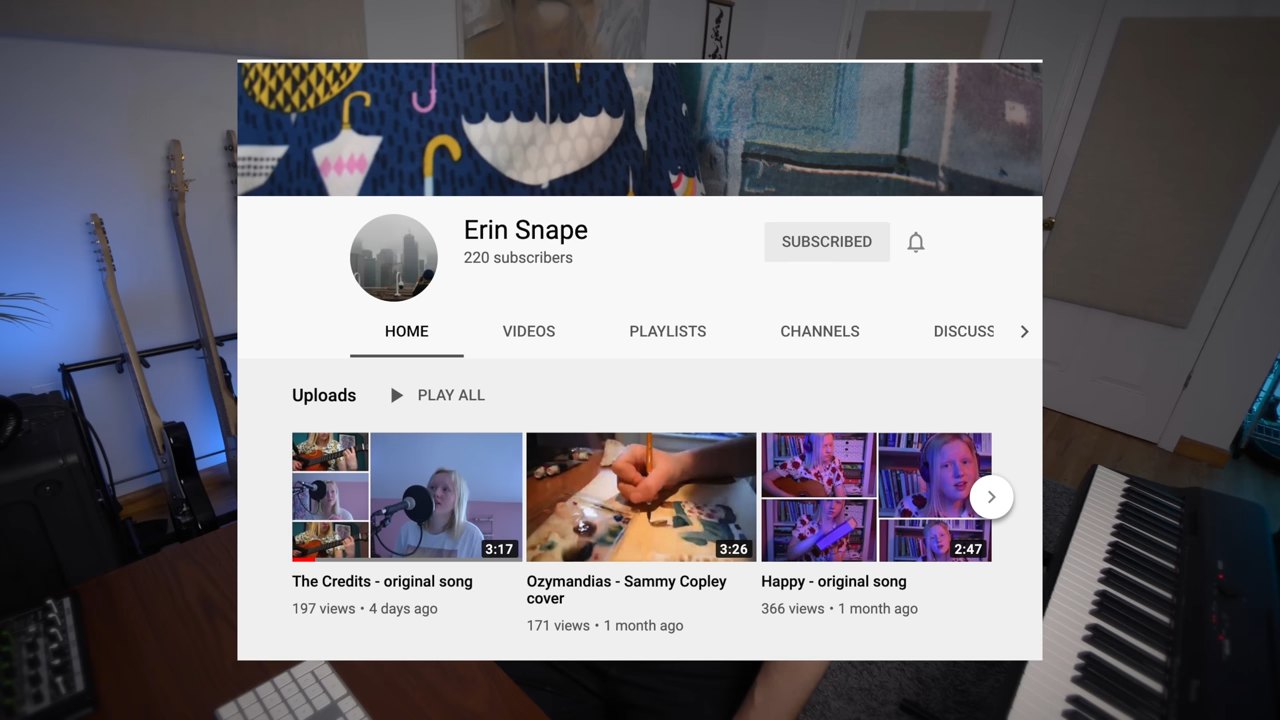 Erin Snape
220 subscribers
SUBSCRIBED
HOME VIDEOS PLAYLISTS CHANNELS DISCUSS
Uploads PLAY ALL
3:17 3:26 2:47
The Credits - original song
197 views • 4 days ago
Ozymandias - Sammy Copley
cover
171 views • 1 month ago
Happy - original song
366 views • 1 month ago